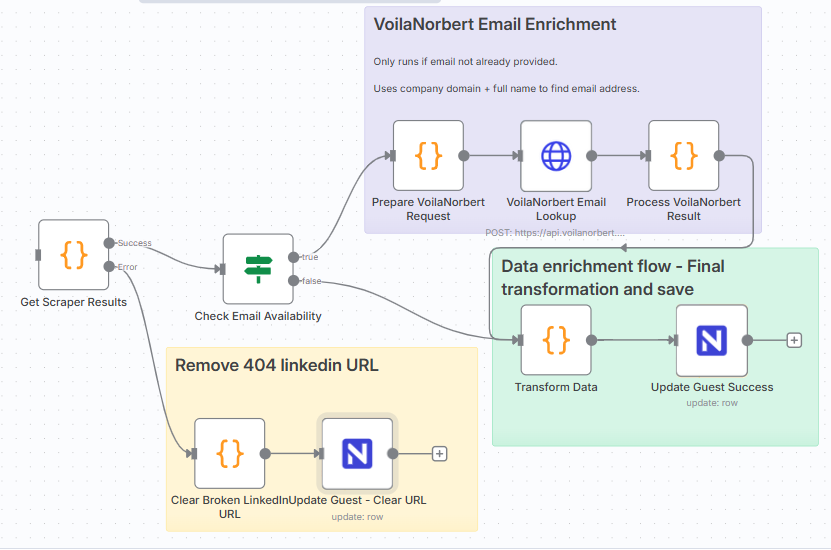 VoilaNorbert Email Enrichment
Only runs if email not already provided.
Uses company domain + full name to find email address.
Prepare VoilaNorbert
Request
VoilaNorbert Email
Lookup
POST: https://api.voilanorbert....
Process VoilaNorbert
Result
Success
Error
Get Scraper Results
true
false
Check Email Availability
Data enrichment flow - Final
transformation and save
Transform Data
Update Guest Success
update: row
Remove 404 linkedin URL
Clear Broken LinkedIn
URL
Update Guest - Clear URL
update: row